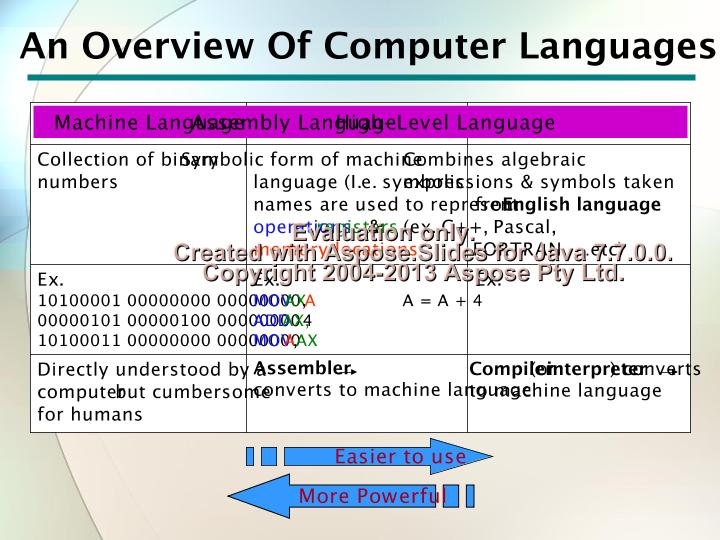 An Overview Of Computer Languages
Machine Language Assembly Language High-Level Language
Collection of binary
numbers
Symbolic form of machine
language (I.e. symbolic
names are used to represent
operations, registers &
memory locations
Combines algebraic
expressions & symbols taken
from English language
(ex. C++, Pascal,
FORTRAN, …etc)
Evaluation only.
Created with Aspose.Slides for Java 7.7.0.0.
Copyright 2004-2013 Aspose Pty Ltd.
Ex.
10100001 00000000 00000000
00000101 00000100 00000000
10100011 00000000 00000000
Ex.
MOV AX, A
ADD AX, 4
MOV A, AX
Ex.
A = A + 4
Directly understood by a
computer but cumbersome
for humans
Assembler →
converts to machine language
Compiler (or interpreter) → converts
to machine language
Easier to use
More Powerful